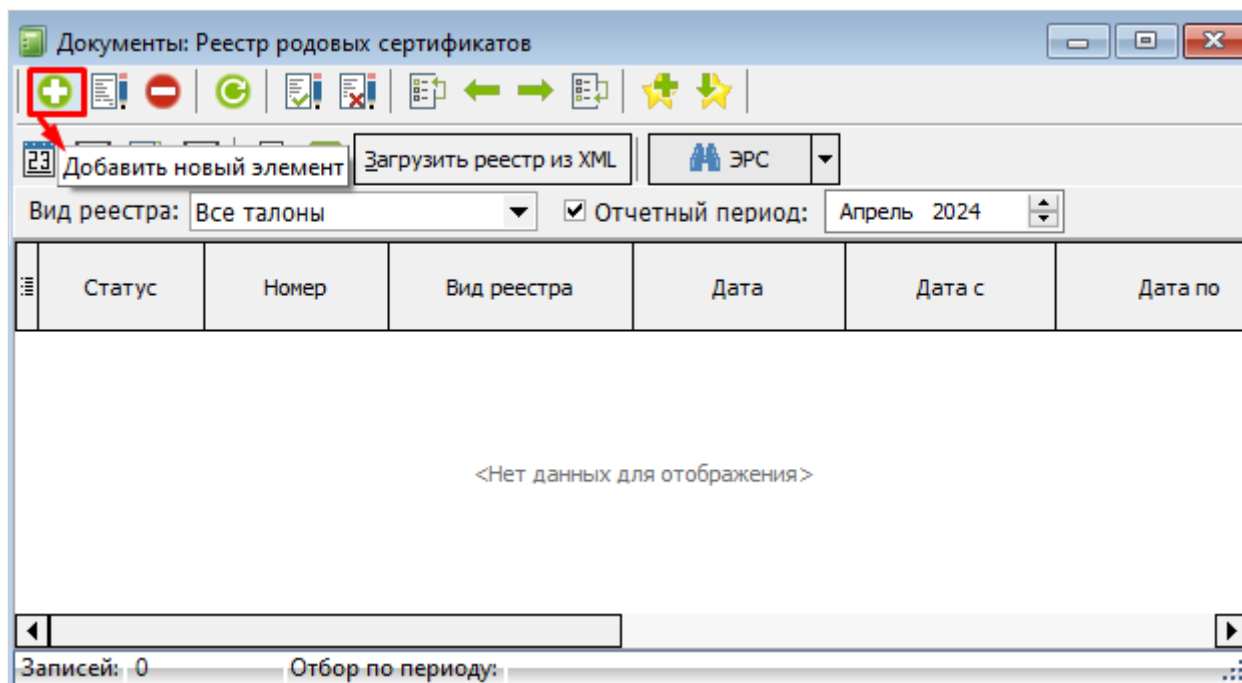 Документы: Реестр родовых сертификатов
23
Добавить новый элемент
Загрузить реестр из XML
ЭРС
Вид реестра: Все талоны Отчетный период: Апрель 2024
Статус Номер Вид реестра Дата Дата с Дата по
<Нет данных для отображения>
Записей: 0 Отбор по периоду: